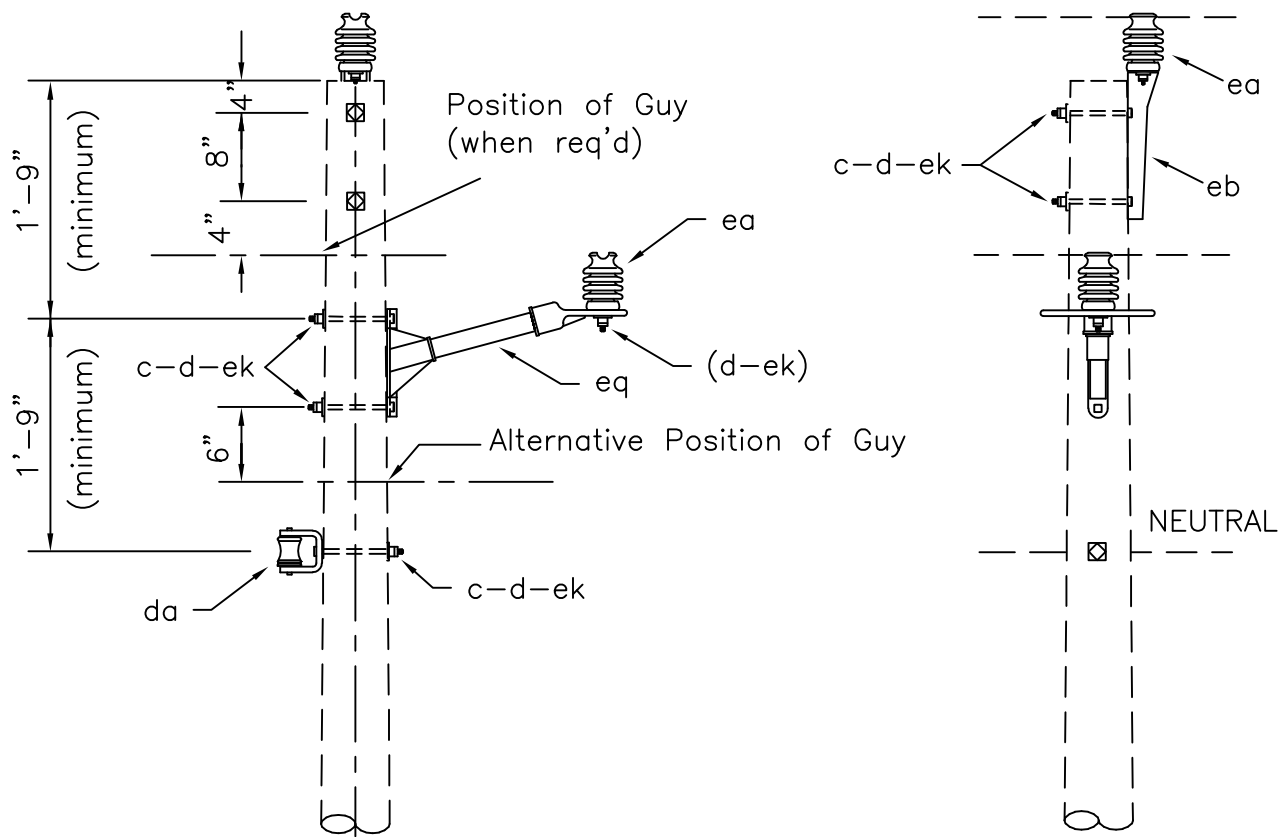 4"
8"
4"
1'-9"
(minimum)
Position of Guy
(when req'd)
ea
c-d-ek
eq
(d-ek)
1'-9"
(minimum)
6"
Alternative Position of Guy
da
c-d-ek
ea
c-d-ek
eb
NEUTRAL